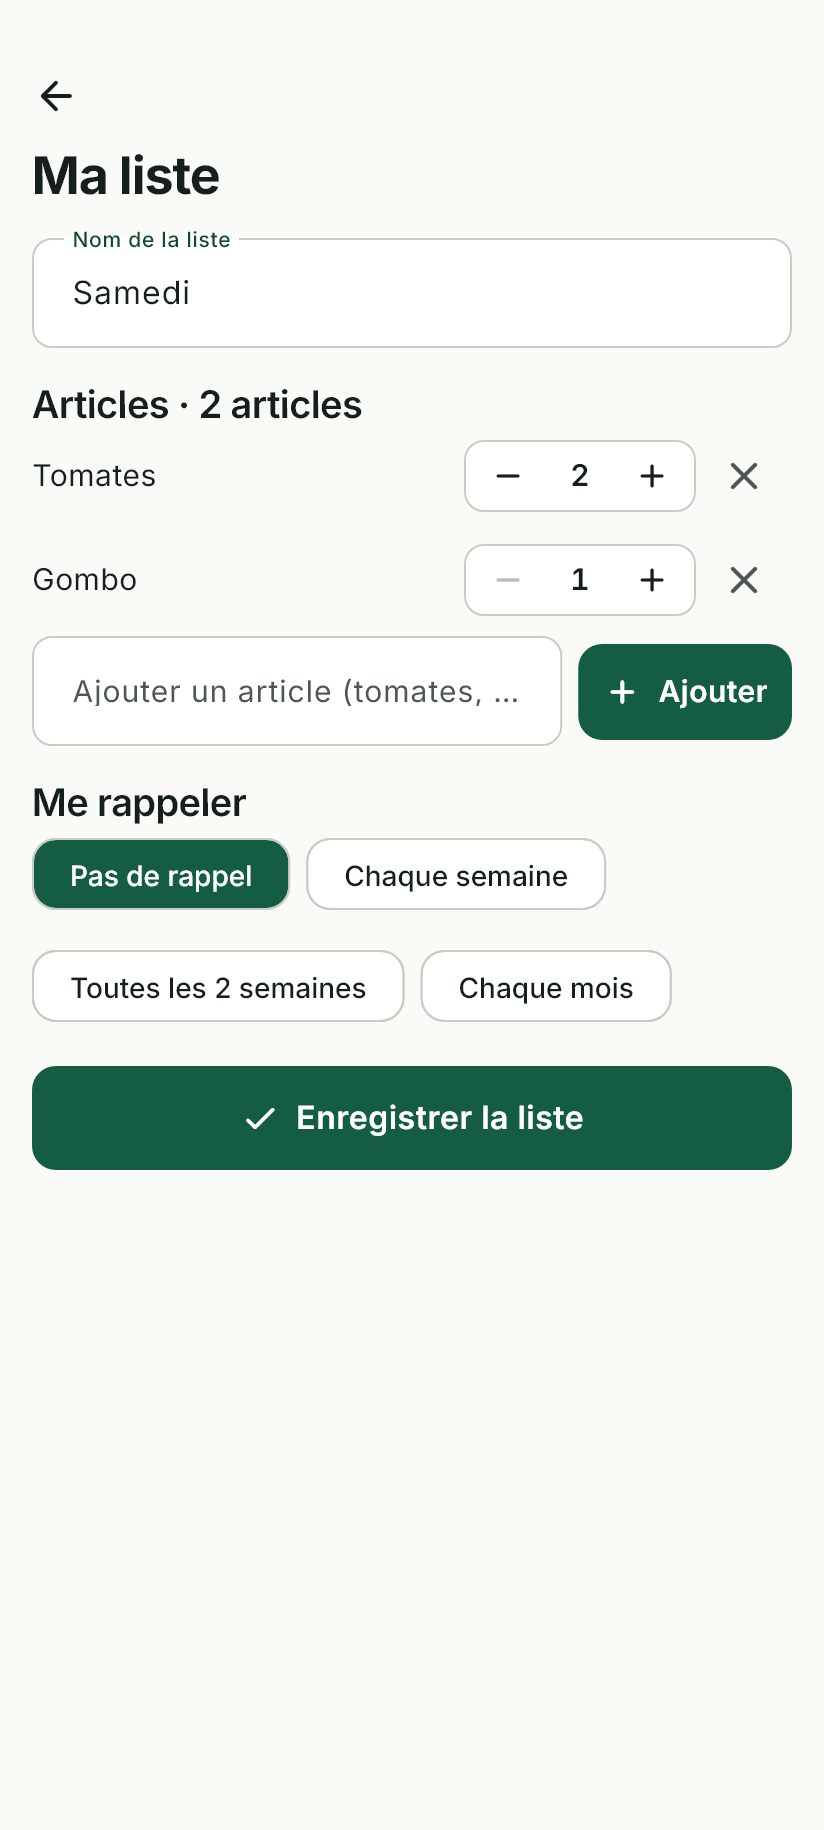 Ma liste
Nom de la liste
Samedi
Articles · 2 articles
Tomates 2
Gombo 1
Ajouter un article (tomates, ... Ajouter
Me rappeler
Pas de rappel Chaque semaine
Toutes les 2 semaines Chaque mois
Enregistrer la liste